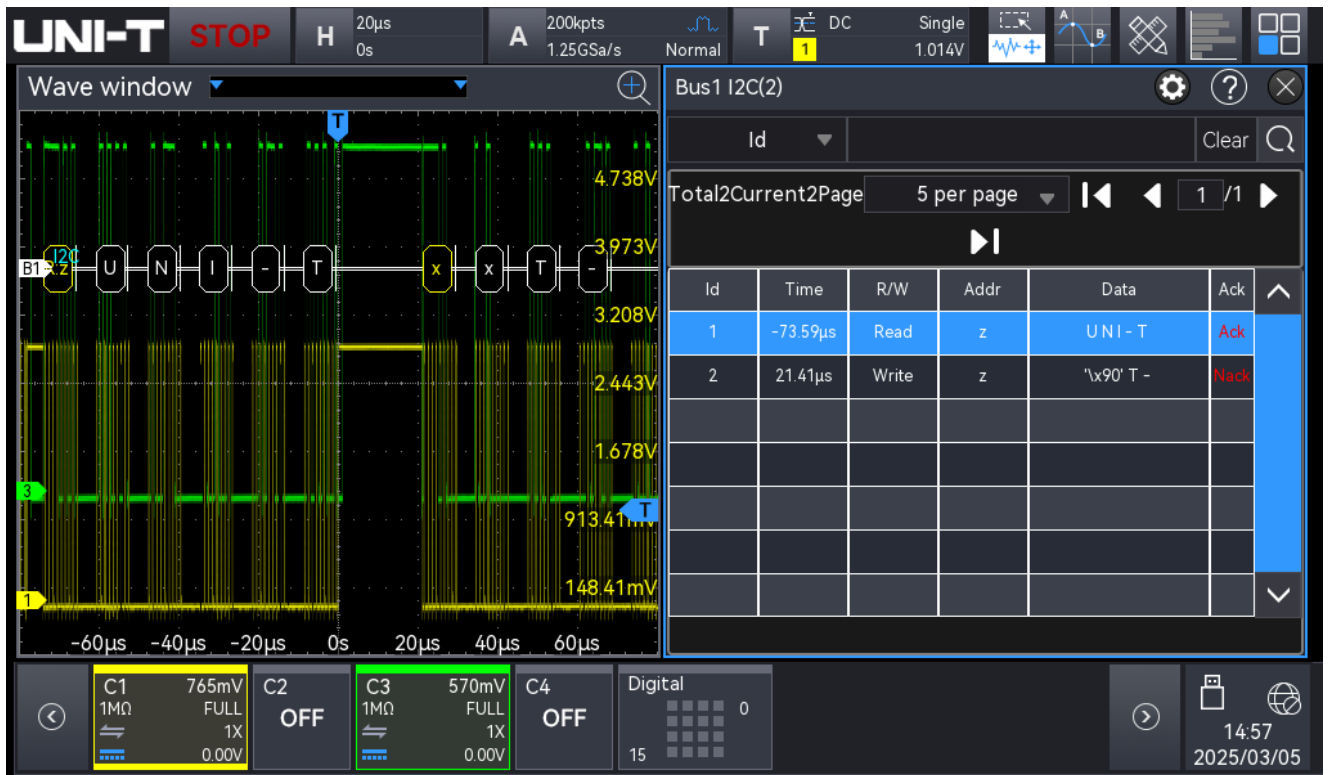 UNI-T STOP H 20µs 0s A 200kpts 1.25GSa/s Normal T 1 DC Single 1.014V A B
Wave window
Bus1 I2C(2)
Id Clear
Total2Current2Page 5 per page 1 /1
Id Time R/W Addr Data Ack
1 -73.59µs Read z U N I - T Ack
2 21.41µs Write z '\x90' T - Nack
T
4.738V
3.973V
B1 I2C U N I - T x x T -
3.208V
2.443V
1.678V
3
T
913.41mV
148.41mV
1
-60µs -40µs -20µs 0s 20µs 40µs 60µs
C1 765mV
1MΩ FULL
1X
0.00V
C2
OFF
C3 570mV
1MΩ FULL
1X
0.00V
C4
OFF
Digital
0
15
14:57
2025/03/05